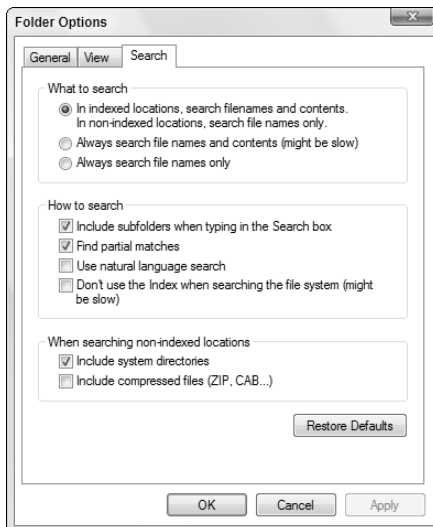 Folder Options
General View Search
What to search
In indexed locations, search filenames and contents.
In non-indexed locations, search file names only.
Always search file names and contents (might be slow)
Always search file names only
How to search
Include subfolders when typing in the Search box
Find partial matches
Use natural language search
Don't use the Index when searching the file system (might
be slow)
When searching non-indexed locations
Include system directories
Include compressed files (ZIP, CAB...)
Restore Defaults
OK Cancel Apply